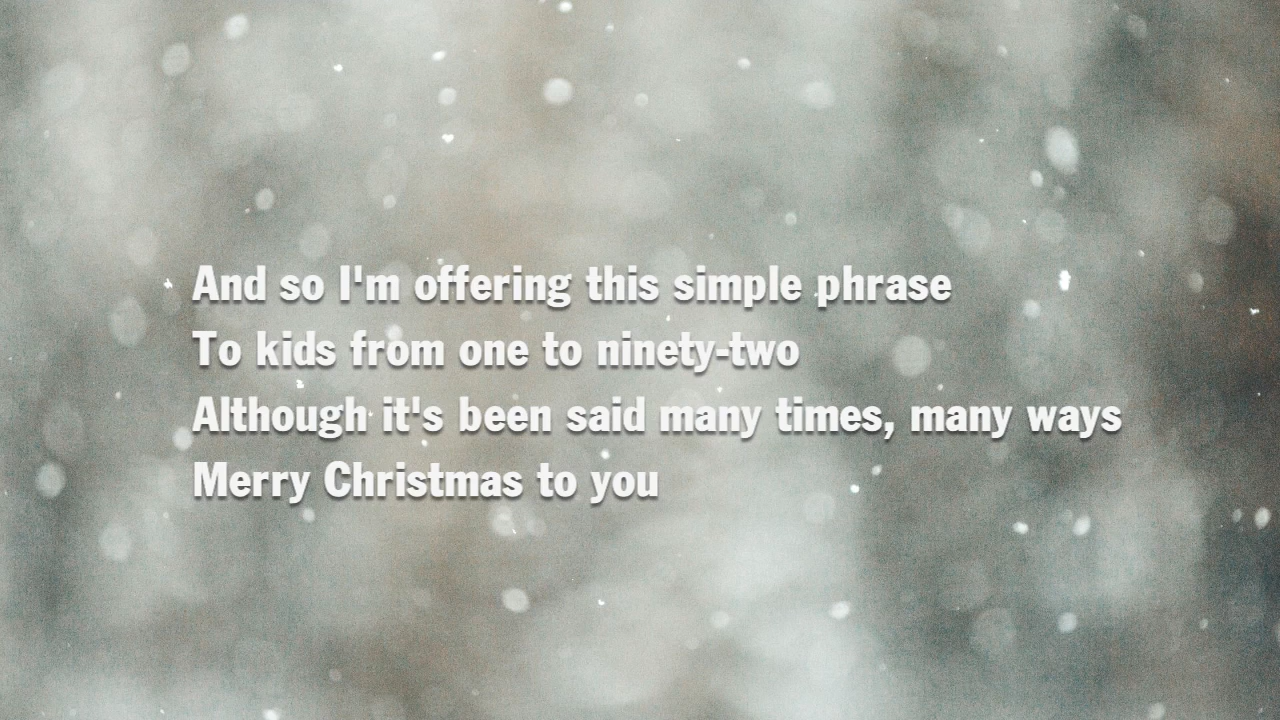 And so I'm offering this simple phrase
To kids from one to ninety-two
Although it's been said many times, many ways
Merry Christmas to you